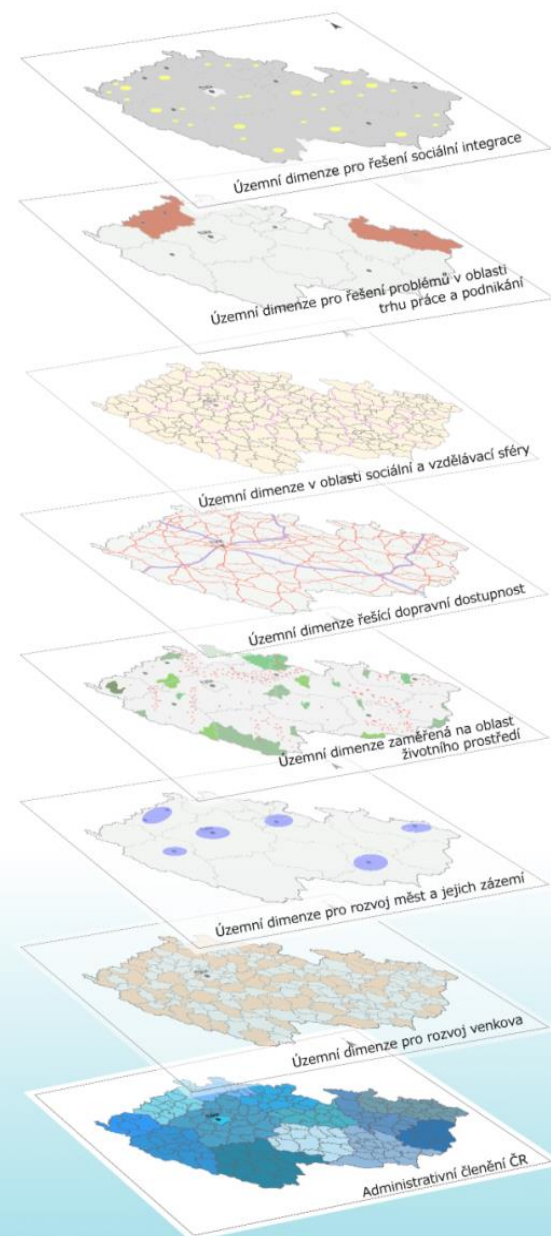 Územní dimenze pro řešení sociální integrace
Územní dimenze pro řešení problémů v oblasti
trhu práce a podnikání
Územní dimenze v oblasti sociální a vzdělávací sféry
Územní dimenze řešící dopravní dostupnost
Územní dimenze zaměřená na oblast
životního prostředí
Územní dimenze pro rozvoj měst a jejich zázemí
Územní dimenze pro rozvoj venkova
Administrativní členění ČR